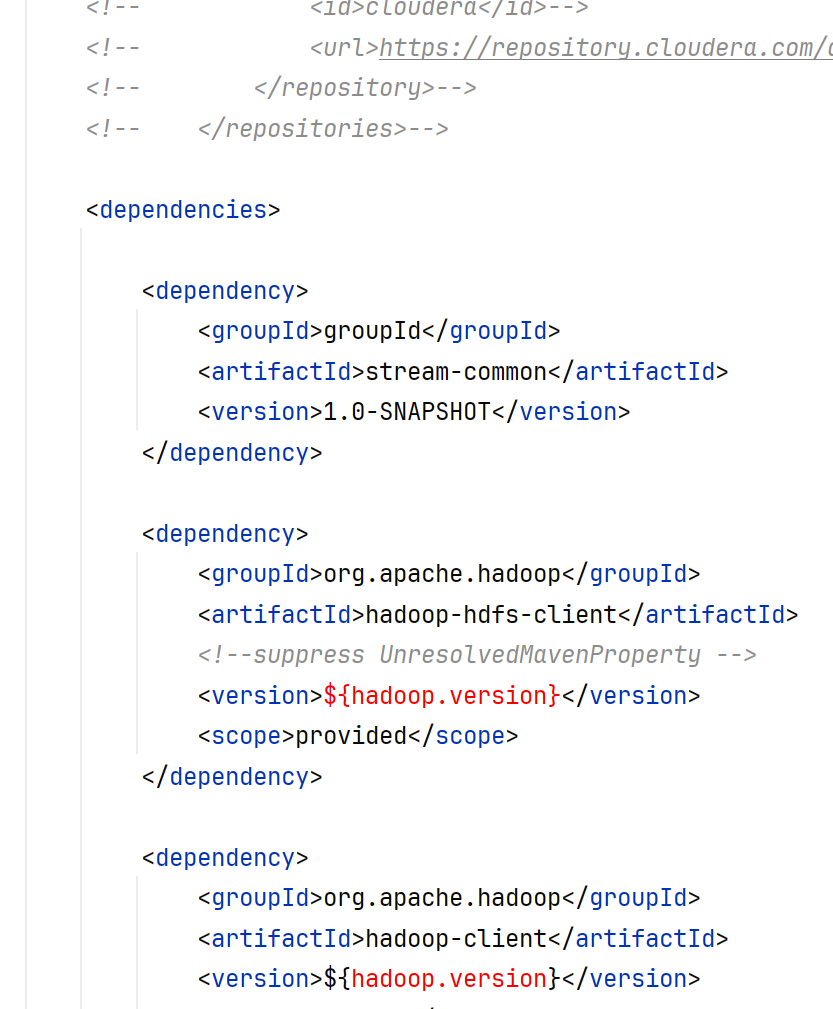 <!--            <id>cloudera</id>-->
<!--            <url>https://repository.cloudera.com/
<!--        </repository>-->
<!--    </repositories>-->
<dependencies>
<dependency>
<groupId>groupId</groupId>
<artifactId>stream-common</artifactId>
<version>1.0-SNAPSHOT</version>
</dependency>
<dependency>
<groupId>org.apache.hadoop</groupId>
<artifactId>hadoop-hdfs-client</artifactId>
<!--suppress UnresolvedMavenProperty -->
<version>${hadoop.version}</version>
<scope>provided</scope>
</dependency>
<dependency>
<groupId>org.apache.hadoop</groupId>
<artifactId>hadoop-client</artifactId>
<version>${hadoop.version}</version>